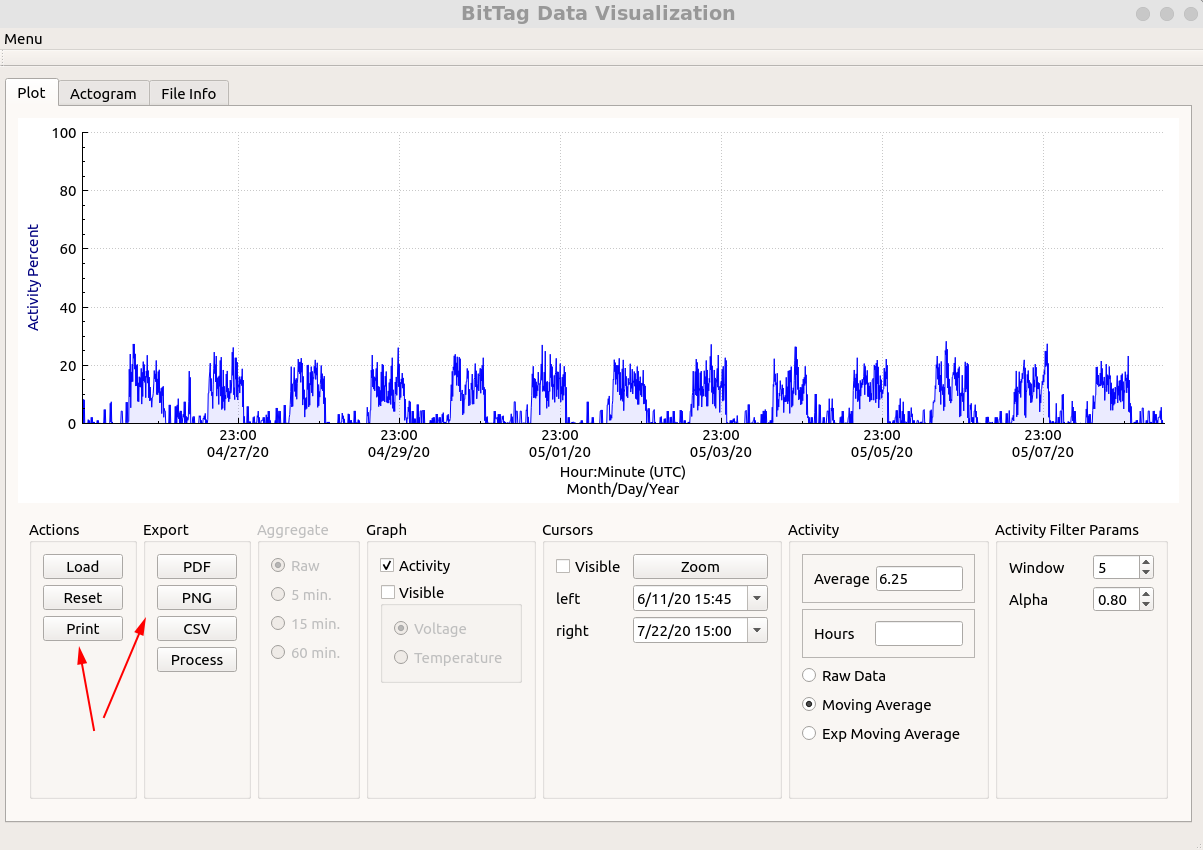 BitTag Data Visualization
Menu
Plot Actogram File Info
100
80
60
40
20
0
Activity Percent
23:00 23:00 23:00 23:00 23:00 23:00
04/27/20 04/29/20 05/01/20 05/03/20 05/05/20 05/07/20
Hour:Minute (UTC)
Month/Day/Year
Actions
Load
Reset
Print
Export
PDF
PNG
CSV
Process
Aggregate
Raw
5 min.
15 min.
60 min.
Graph
Activity
Visible
Voltage
Temperature
Cursors
Visible Zoom
left 6/11/20 15:45
right 7/22/20 15:00
Activity
Average 6.25
Hours
Raw Data
Moving Average
Exp Moving Average
Activity Filter Params
Window 5
Alpha 0.80